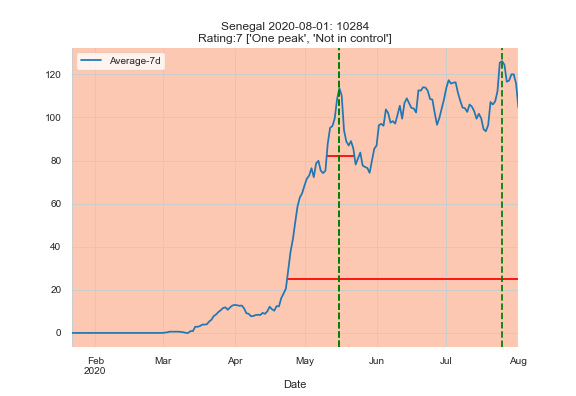 Senegal 2020-08-01: 10284
Rating:7 ['One peak', 'Not in control']
Average-7d
120
100
80
60
40
20
0
Feb
2020
Mar
Apr
May
Jun
Jul
Aug
Date